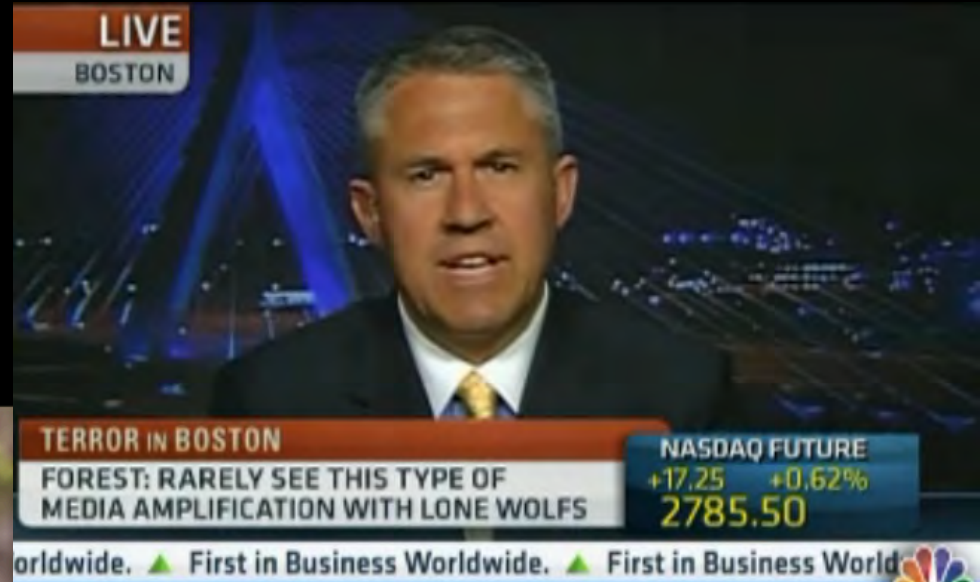 LIVE
BOSTON
TERROR IN BOSTON
FOREST: RARELY SEE THIS TYPE OF
MEDIA AMPLIFICATION WITH LONE WOLFS
NASDAQ FUTURE
+17.25 +0.62%
2785.50
orldwide. ▲ First in Business Worldwide. ▲ First in Business World